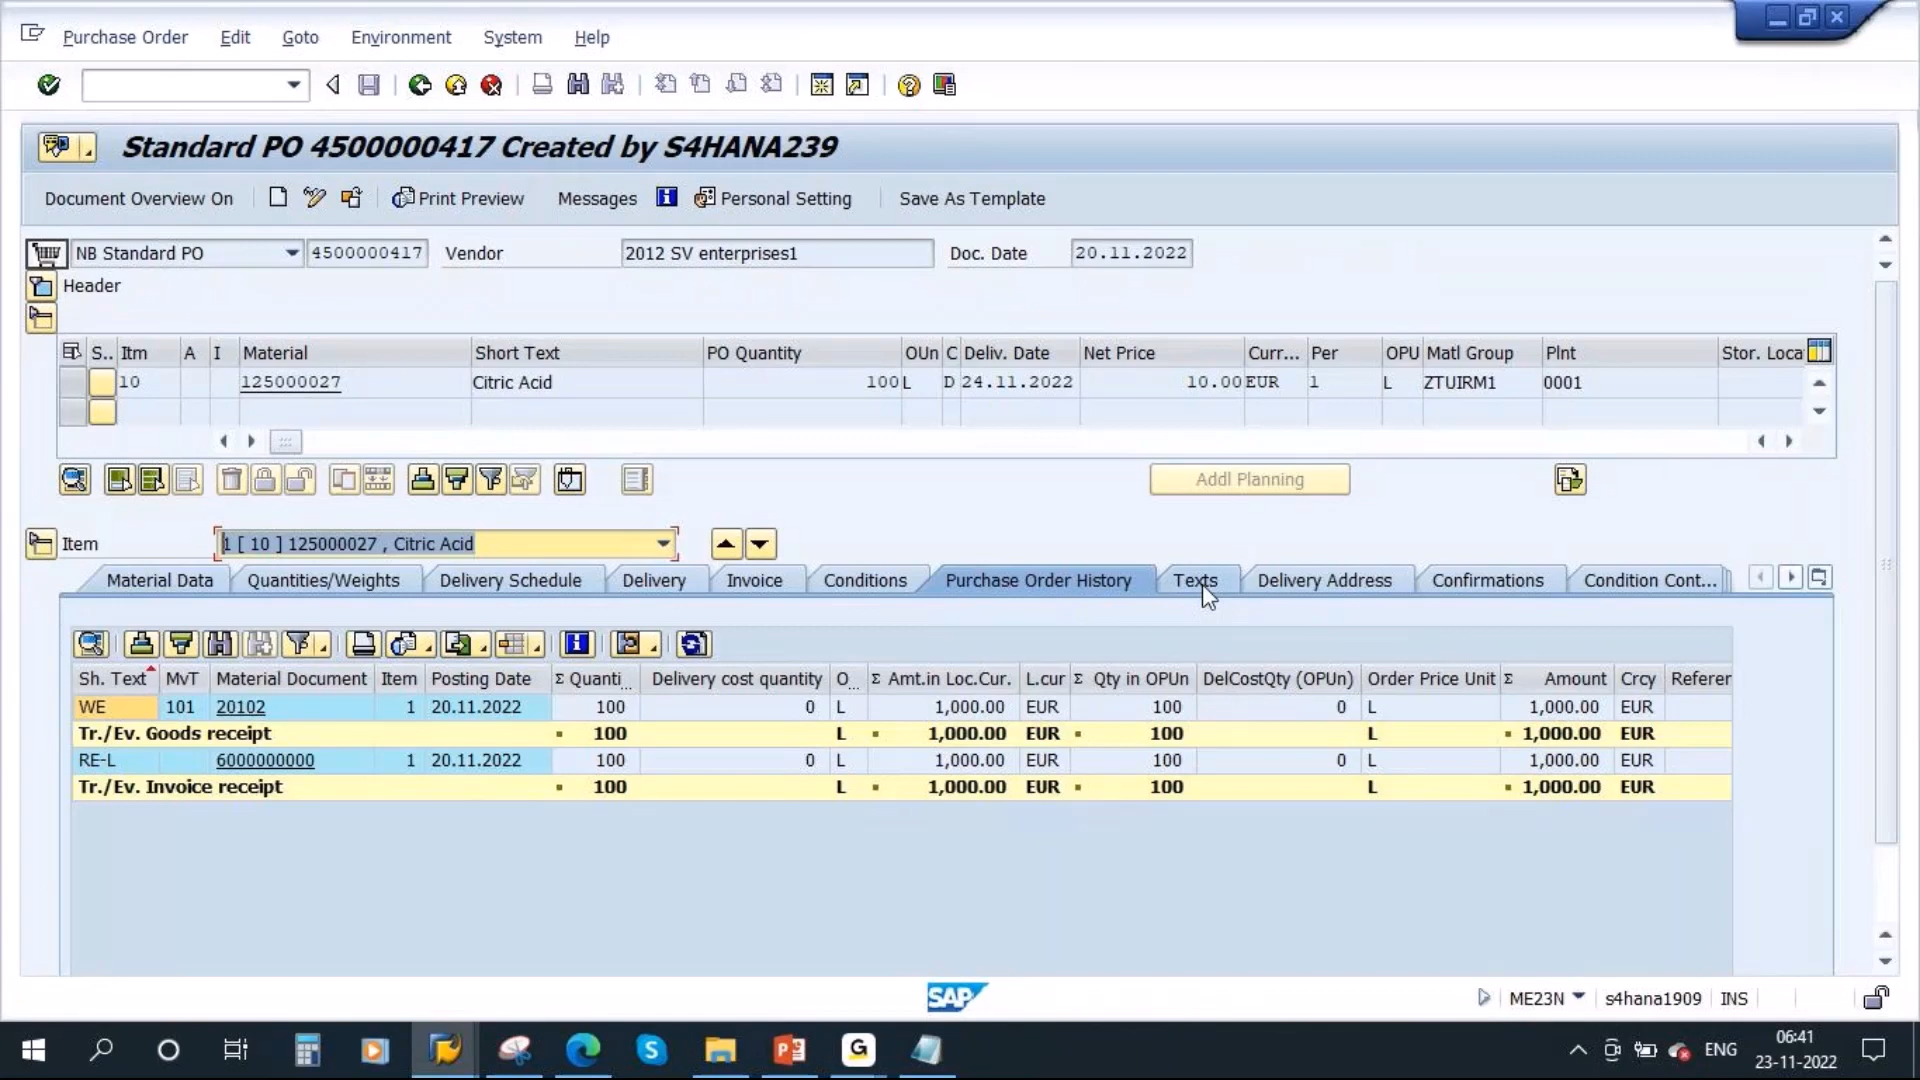 Purchase Order Edit Goto Environment System Help
Standard PO 4500000417 Created by S4HANA239
Document Overview On Print Preview Messages Personal Setting Save As Template
NB Standard PO 4500000417 Vendor 2012 SV enterprises1 Doc. Date 20.11.2022
Header
S.. Itm A I Material Short Text PO Quantity OUn C Deliv. Date Net Price Curr... Per OPU Matl Group Plnt Stor. Loca
10 125000027 Citric Acid 100 L D 24.11.2022 10.00 EUR 1 L ZTUIRM1 0001
Addl Planning
Item 1 [ 10 ] 125000027 , Citric Acid
Material Data Quantities/Weights Delivery Schedule Delivery Invoice Conditions Purchase Order History Texts Delivery Address Confirmations Condition Cont...
Sh. Text MvT Material Document Item Posting Date Σ Quanti... Delivery cost quantity O... Σ Amt.in Loc.Cur. L.cur Σ Qty in OPUn DelCostQty (OPUn) Order Price Unit Σ Amount Crcy Referer
WE 101 20102 1 20.11.2022 100 0 L 1,000.00 EUR 100 0 L 1,000.00 EUR
Tr./Ev. Goods receipt ▪ 100 L ▪ 1,000.00 EUR ▪ 100 L ▪ 1,000.00 EUR
RE-L 6000000000 1 20.11.2022 100 0 L 1,000.00 EUR 100 0 L 1,000.00 EUR
Tr./Ev. Invoice receipt ▪ 100 L ▪ 1,000.00 EUR ▪ 100 L ▪ 1,000.00 EUR
SAP ME23N s4hana1909 INS
ENG 06:41
23-11-2022